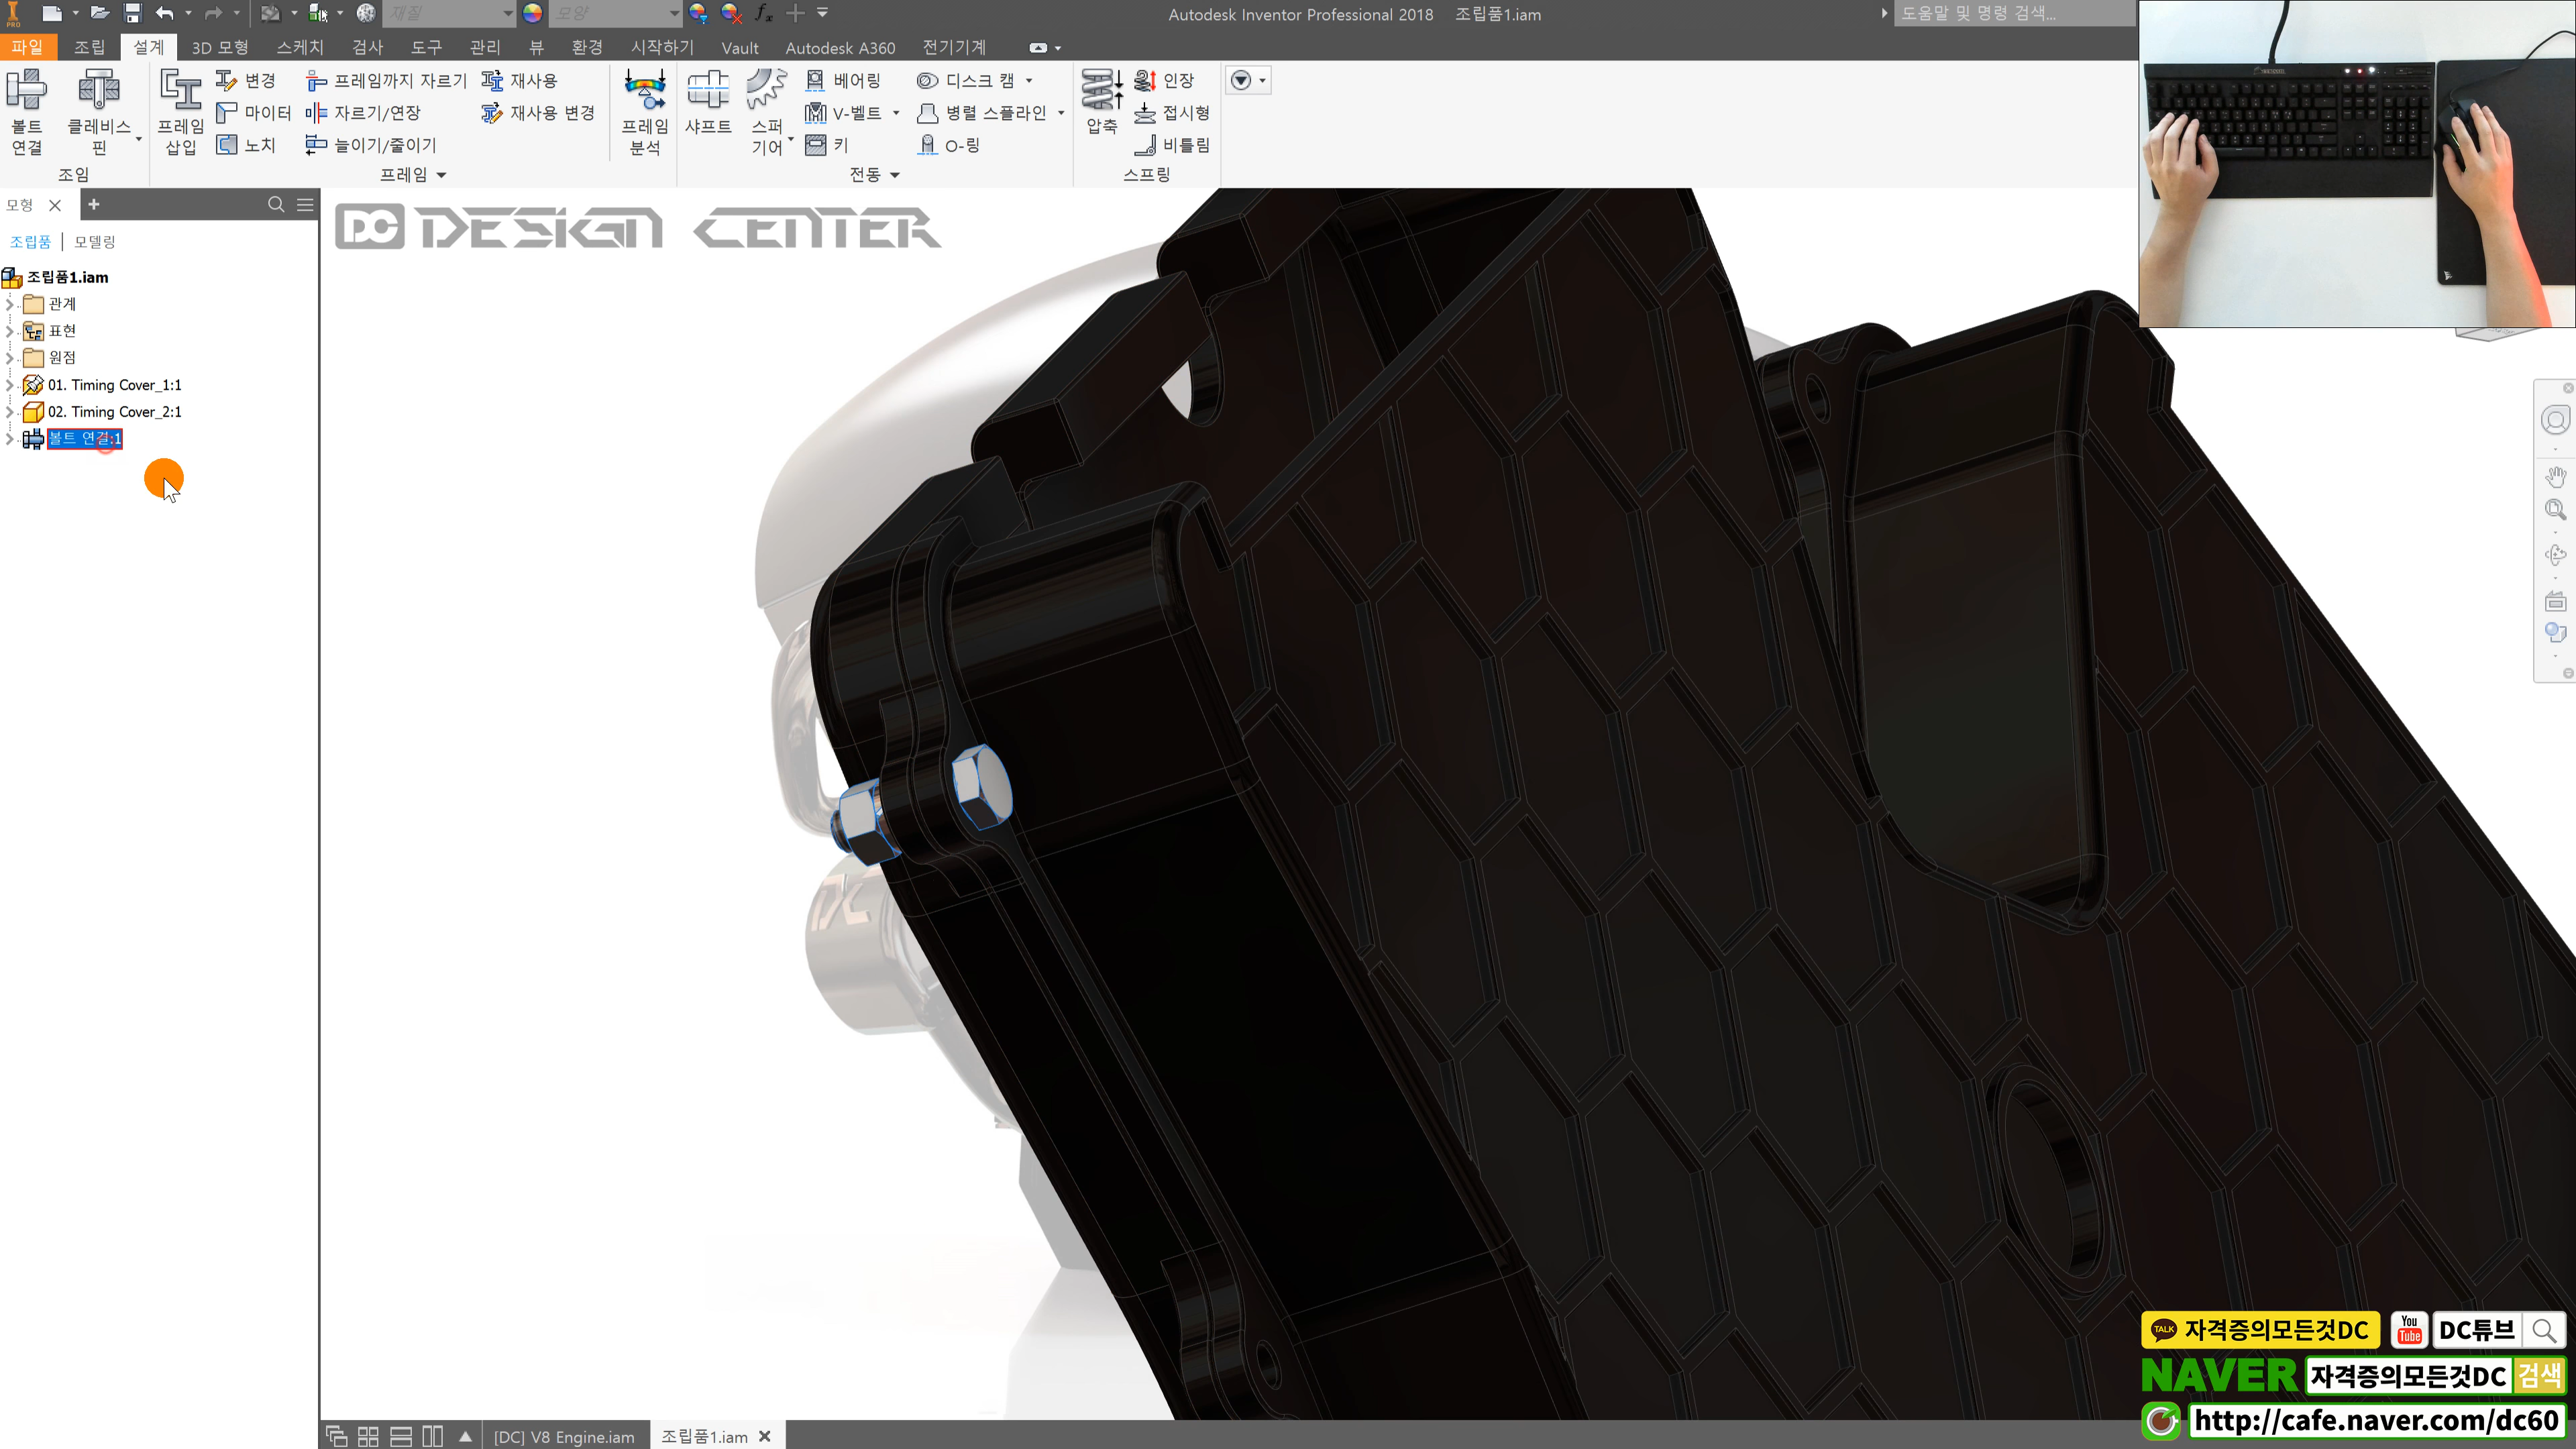 PRO
재질
모양
fx
Autodesk Inventor Professional 2018 조립품1.iam
도움말 및 명령 검색...
파일 조립 설계 3D 모형 스케치 검사 도구 관리 뷰 환경 시작하기 Vault Autodesk A360 전기기계
볼트 연결
클레비스 핀
조임
프레임 삽입
변경
마이터
노치
프레임까지 자르기
자르기/연장
늘이기/줄이기
재사용
재사용 변경
프레임
프레임 분석
샤프트
스퍼 기어
베어링
V-벨트
키
디스크 캠
병렬 스플라인
O-링
전동
압축
인장
접시형
비틀림
스프링
모형
조립품 모델링
조립품1.iam
관계
표현
원점
01. Timing Cover_1:1
02. Timing Cover_2:1
볼트 연결:1
DC DESIGN CENTER
TALK 자격증의모든것DC
You Tube DC튜브
NAVER 자격증의모든것DC 검색
http://cafe.naver.com/dc60
[DC] V8 Engine.iam 조립품1.iam